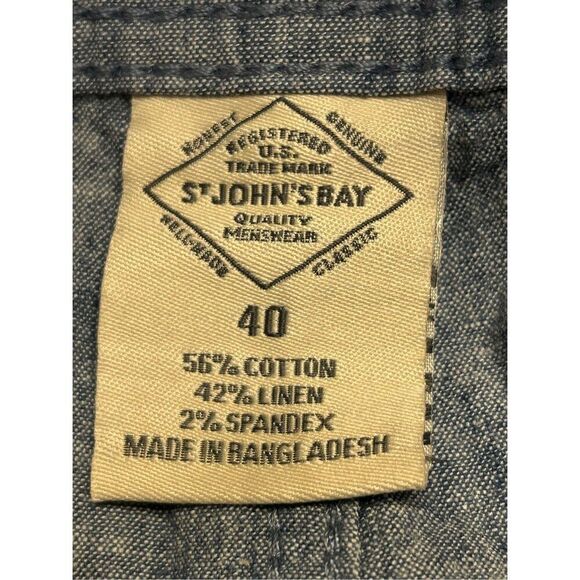 HONEST GENUINE
REGISTERED
U.S.
TRADE MARK
ST JOHN'S BAY
QUALITY
MENSWEAR
WELL-MADE CLASSIC
40
56% COTTON
42% LINEN
2% SPANDEX
MADE IN BANGLADESH